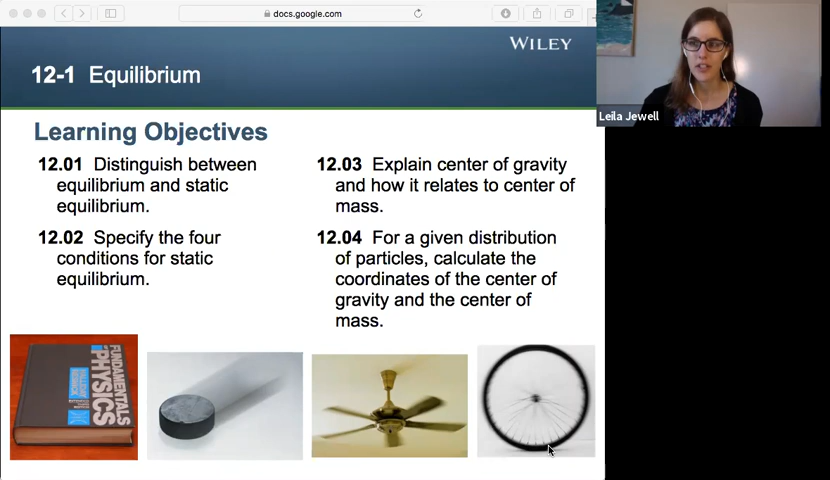 docs.google.com
WILEY
12-1 Equilibrium
Leila Jewell
Learning Objectives
12.01 Distinguish between
equilibrium and static
equilibrium.
12.02 Specify the four
conditions for static
equilibrium.
12.03 Explain center of gravity
and how it relates to center of
mass.
12.04 For a given distribution
of particles, calculate the
coordinates of the center of
gravity and the center of
mass.
FUNDAMENTALS
PHYSICS